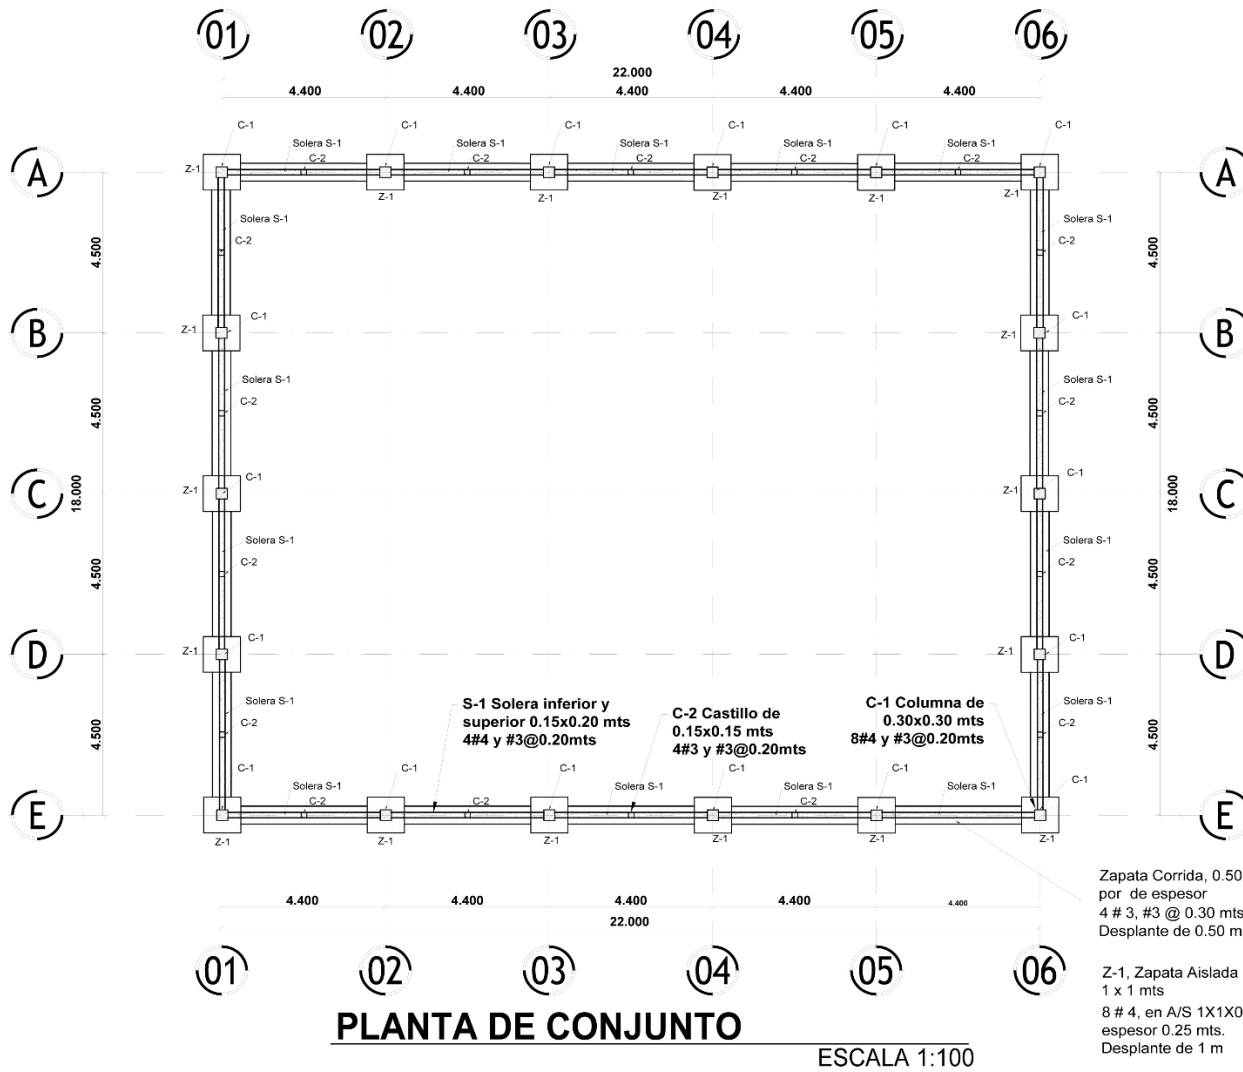 01 02 03 04 05 06
22.000
4.400 4.400 4.400 4.400 4.400
C-1 C-1 C-1 C-1 C-1 C-1
Solera S-1 Solera S-1 Solera S-1 Solera S-1 Solera S-1
C-2 C-2 C-2 C-2 C-2
A Z-1 A
Z-1 Z-1 Z-1 Z-1 Z-1
Solera S-1 Solera S-1
4.500 C-2 C-2 4.500
C-1 C-1
B Z-1 Z-1 B
Solera S-1 Solera S-1
4.500 C-2 C-2 4.500
C-1 C-1
C 18.000 Z-1 Z-1 18.000 C
Solera S-1 Solera S-1
4.500 C-2 C-2 4.500
C-1 C-1
D Z-1 Z-1 D
Solera S-1 Solera S-1
4.500 C-2 C-2 4.500
S-1 Solera inferior y
superior 0.15x0.20 mts
4#4 y #3@0.20mts
C-2 Castillo de
0.15x0.15 mts
4#3 y #3@0.20mts
C-1 Columna de
0.30x0.30 mts
8#4 y #3@0.20mts
C-1 C-1 C-1 C-1 C-1 C-1
Solera S-1 Solera S-1 Solera S-1 Solera S-1
C-2 C-2 C-2
E E
Z-1 Z-1 Z-1 Z-1 Z-1 Z-1
4.400 4.400 4.400 4.400 4.400
22.000
Zapata Corrida, 0.50
por de espesor
4 # 3, #3 @ 0.30 mts
Desplante de 0.50 m
01 02 03 04 05 06
Z-1, Zapata Aislada
1 x 1 mts
8 # 4, en A/S 1X1X0
espesor 0.25 mts.
Desplante de 1 m
PLANTA DE CONJUNTO
ESCALA 1:100